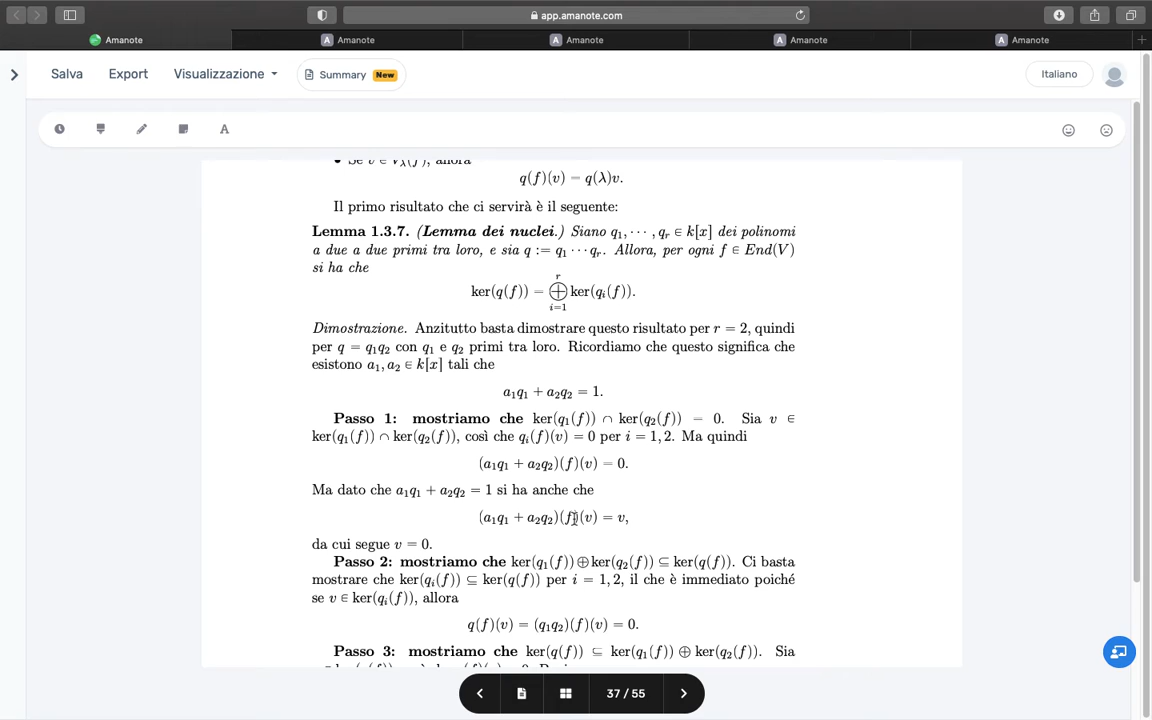 app.amanote.com
Amanote Amanote Amanote Amanote Amanote
Salva Export Visualizzazione Summary New Italiano
A
q(f)(v) = q(λ)v.
Il primo risultato che ci servirà è il seguente:
Lemma 1.3.7. (Lemma dei nuclei.) Siano q₁, ⋯ , qᵣ ∈ k[x] dei polinomi
a due a due primi tra loro, e sia q := q₁ ⋯ qᵣ. Allora, per ogni f ∈ End(V)
si ha che
r
ker(q(f)) = ⊕ ker(qᵢ(f)).
i=1
Dimostrazione. Anzitutto basta dimostrare questo risultato per r = 2, quindi
per q = q₁q₂ con q₁ e q₂ primi tra loro. Ricordiamo che questo significa che
esistono a₁, a₂ ∈ k[x] tali che
a₁q₁ + a₂q₂ = 1.
Passo 1: mostriamo che ker(q₁(f)) ∩ ker(q₂(f)) = 0. Sia v ∈
ker(q₁(f)) ∩ ker(q₂(f)), così che qᵢ(f)(v) = 0 per i = 1, 2. Ma quindi
(a₁q₁ + a₂q₂)(f)(v) = 0.
Ma dato che a₁q₁ + a₂q₂ = 1 si ha anche che
(a₁q₁ + a₂q₂)(f)(v) = v,
da cui segue v = 0.
Passo 2: mostriamo che ker(q₁(f)) ⊕ ker(q₂(f)) ⊆ ker(q(f)). Ci basta
mostrare che ker(qᵢ(f)) ⊆ ker(q(f)) per i = 1, 2, il che è immediato poiché
se v ∈ ker(qᵢ(f)), allora
q(f)(v) = (q₁q₂)(f)(v) = 0.
Passo 3: mostriamo che ker(q(f)) ⊆ ker(q₁(f)) ⊕ ker(q₂(f)). Sia
37 / 55